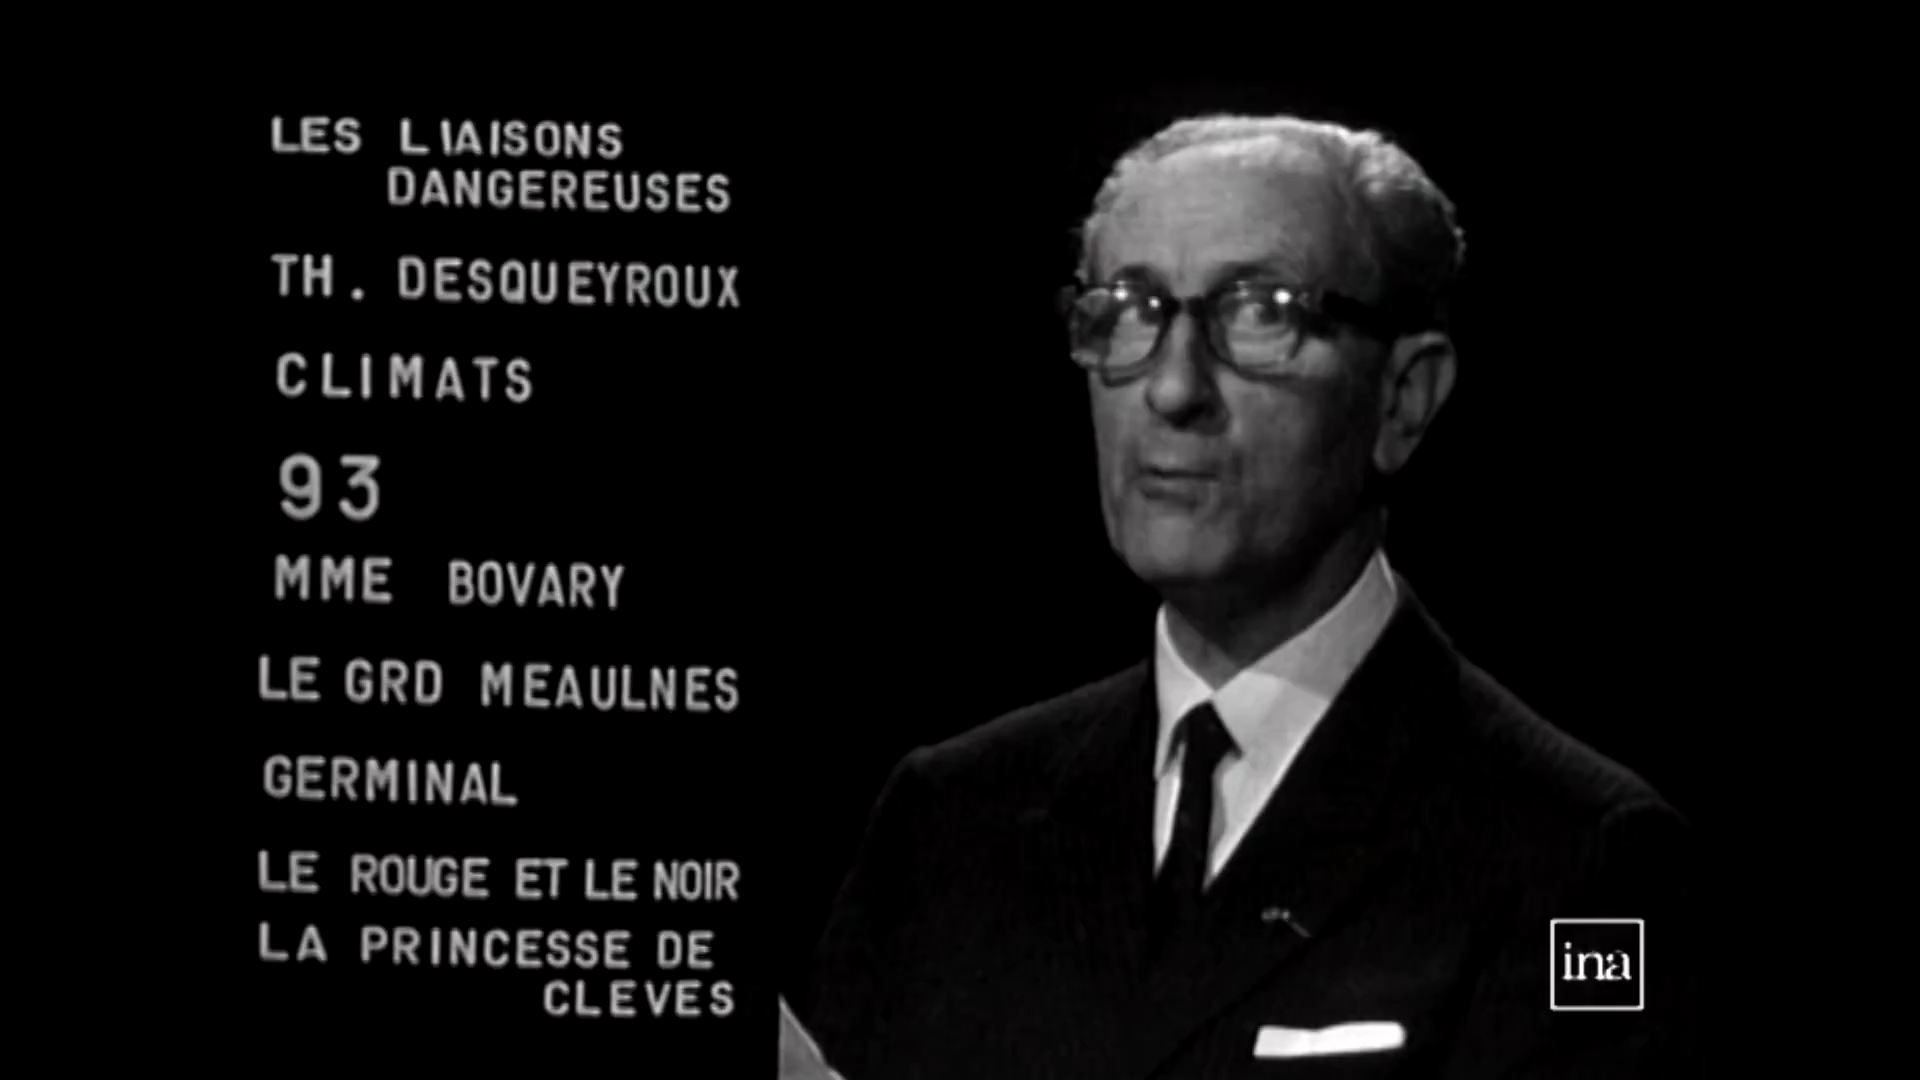 LES LIAISONS
DANGEREUSES
TH. DESQUEYROUX
CLIMATS
93
MME BOVARY
LE GRD MEAULNES
GERMINAL
LE ROUGE ET LE NOIR
LA PRINCESSE DE
CLEVES
ina